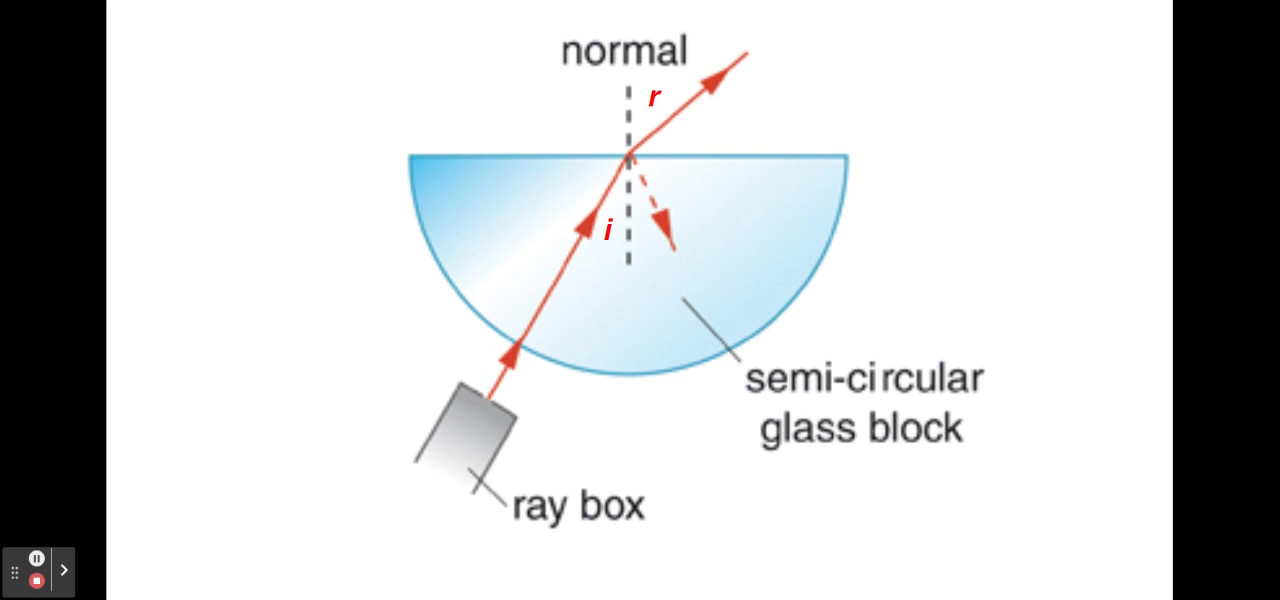 normal
r
i
semi-circular
glass block
ray box